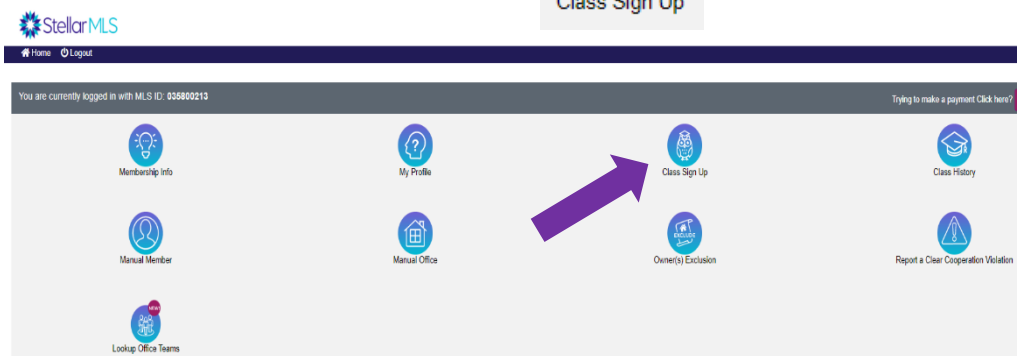 Class Sign Up
StellarMLS
Home Logout
You are currently logged in with MLS ID: 035800213
Trying to make a payment Click here?
Membership Info
My Profile
Class Sign Up
Class History
EXCLUDE
Manual Member
Manual Office
Owner(s) Exclusion
Report a Clear Cooperation Violation
NEW!
Lookup Office Teams